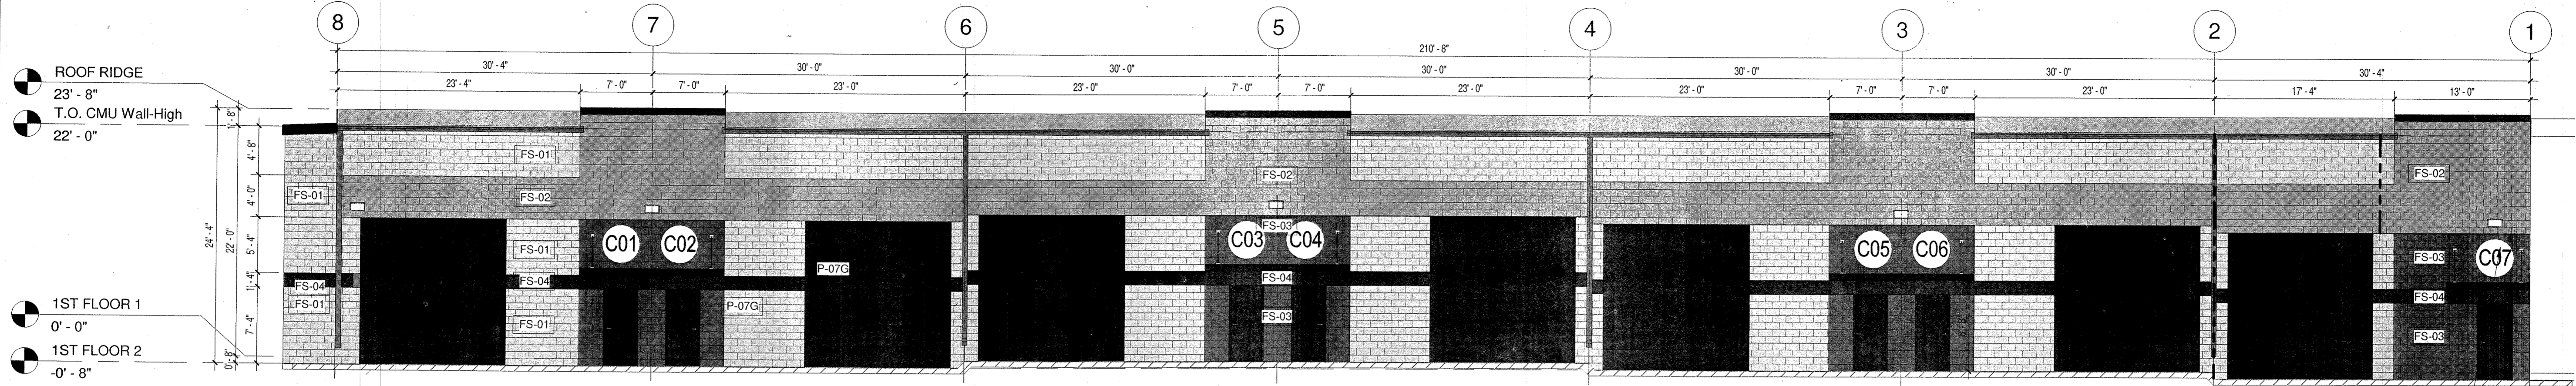 8 7 6 5 4 3 2 1
210' - 8"
30' - 4" 30' - 0" 30' - 0" 30' - 0" 30' - 0" 30' - 0" 30' - 4"
23' - 4" 7' - 0" 7' - 0" 23' - 0" 23' - 0" 7' - 0" 7' - 0" 23' - 0" 23' - 0" 7' - 0" 7' - 0" 23' - 0" 17' - 4" 13' - 0"
ROOF RIDGE
23' - 8"
T.O. CMU Wall-High
22' - 0"
1ST FLOOR 1
0' - 0"
1ST FLOOR 2
-0' - 8"
24' - 4"
22' - 0"
1' - 8"
4' - 8"
4' - 0"
5' - 4"
7' - 4"
0' - 8"
FS-01
FS-04
FS-01
FS-01
FS-02
FS-01
FS-04
FS-01
C01 C02
P-07G
P-07G
FS-02
FS-03
C03 C04
FS-04
FS-03
C05 C06
FS-02
FS-03
C07
FS-04
FS-03